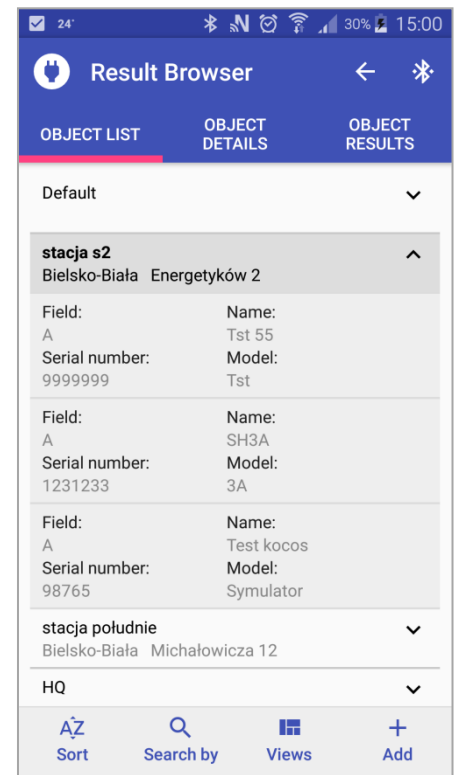 24° 30% 15:00
Result Browser
OBJECT LIST
OBJECT DETAILS
OBJECT RESULTS
Default
stacja s2
Bielsko-Biała Energetyków 2
Field: Name:
A Tst 55
Serial number: Model:
9999999 Tst
Field: Name:
A SH3A
Serial number: Model:
1231233 3A
Field: Name:
A Test kocos
Serial number: Model:
98765 Symulator
stacja południe
Bielsko-Biała Michałowicza 12
HQ
AZ
Sort Search by Views Add